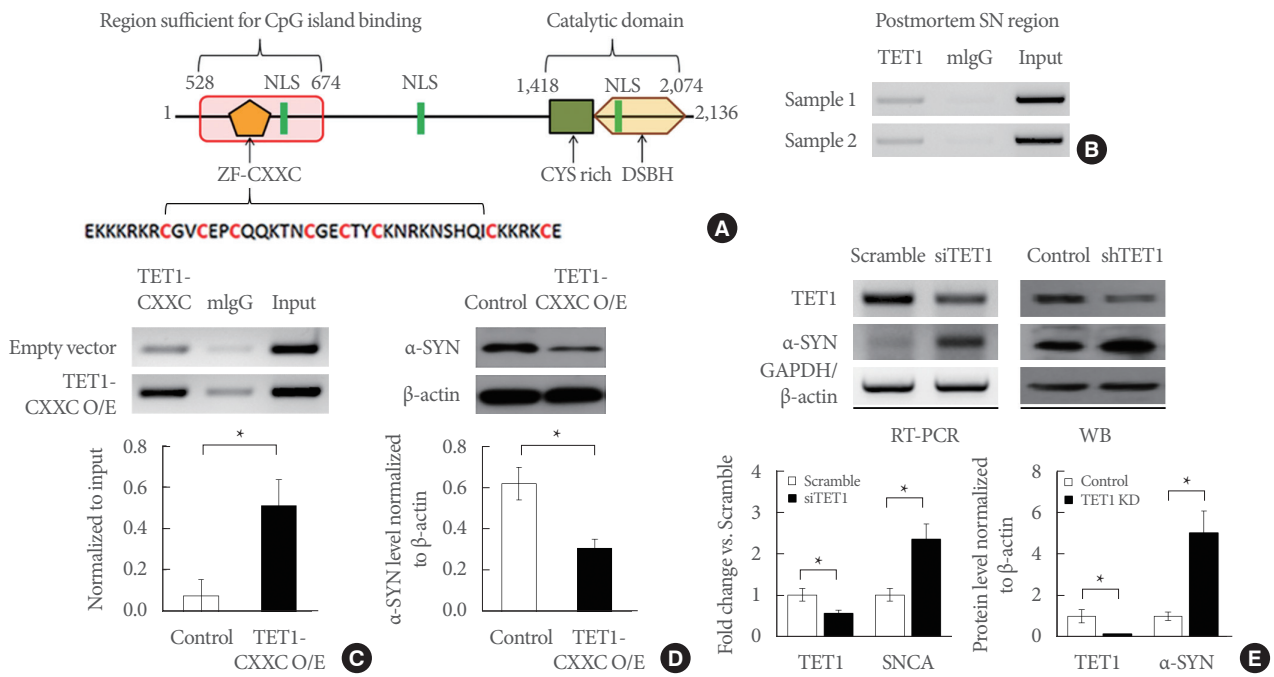 Region sufficient for CpG island binding
Catalytic domain
528 NLS 674
NLS
1,418 NLS 2,074
1
2,136
ZF-CXXC
CYS rich DSBH
EKKKRKRCGVCEPCQQKTNCGECTYCKNRKNSHQICKKRKCE
A
Postmortem SN region
TET1 mIgG Input
Sample 1
Sample 2
B
TET1-
CXXC mIgG Input
Empty vector
TET1-
CXXC O/E
Normalized to input
0.8
0.6
0.4
0.2
0.0
*
Control
TET1-
CXXC O/E
C
Control
TET1-
CXXC O/E
α-SYN
β-actin
α-SYN level normalized
to β-actin
0.8
0.6
0.4
0.2
0.0
*
Control
TET1-
CXXC O/E
D
Scramble siTET1
Control shTET1
TET1
α-SYN
GAPDH/
β-actin
RT-PCR
WB
Fold change vs. Scramble
4
3
2
1
0
Scramble
siTET1
*
*
TET1
SNCA
Protein level normalized
to β-actin
8
6
4
2
0
Control
TET1 KD
*
*
TET1
α-SYN
E